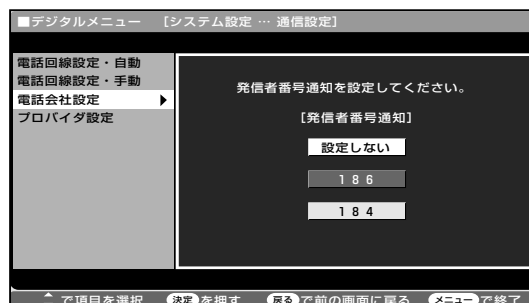 ■デジタルメニュー [システム設定 … 通信設定]
電話回線設定・自動
電話回線設定・手動
電話会社設定
プロバイダ設定
発信者番号通知を設定してください。
[発信者番号通知]
設定しない
186
184
で項目を選択 決定を押す 戻るで前の画面に戻る メニューで終了